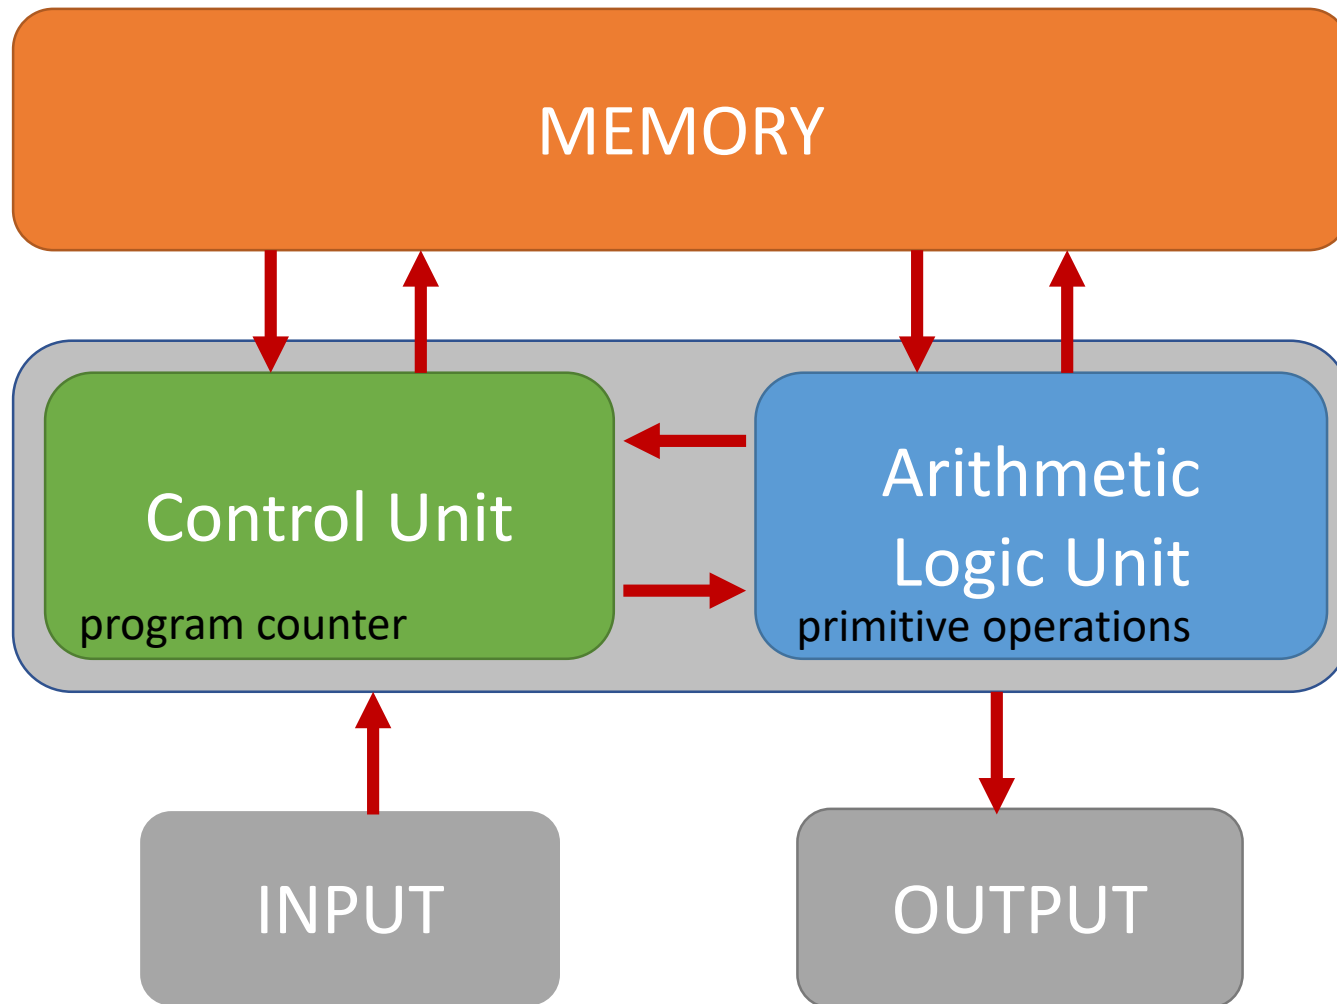 MEMORY
Control Unit
program counter
Arithmetic
Logic Unit
primitive operations
INPUT
OUTPUT